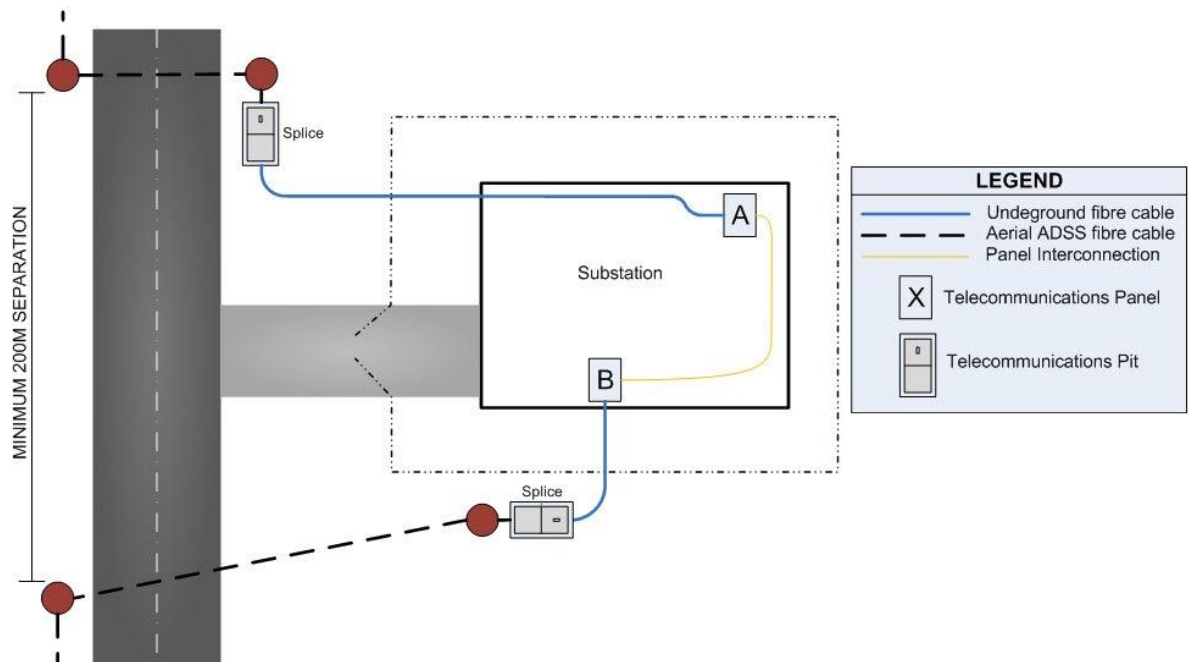 MINIMUM 200M SEPARATION
Splice
A
Substation
B
Splice
LEGEND
Undeground fibre cable
Aerial ADSS fibre cable
Panel Interconnection
X
Telecommunications Panel
Telecommunications Pit